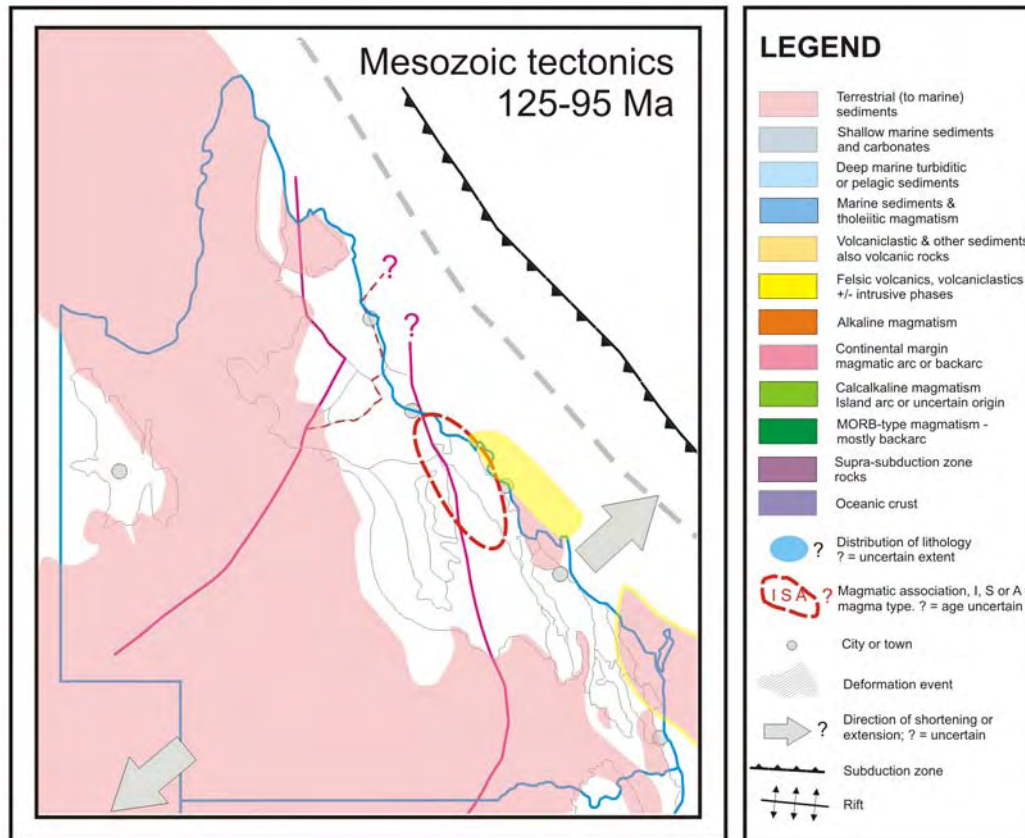 Mesozoic tectonics
125-95 Ma
?
?
LEGEND
Terrestrial (to marine)
sediments
Shallow marine sediments
and carbonates
Deep marine turbiditic
or pelagic sediments
Marine sediments &
tholeiitic magmatism
Volcaniclastic & other sediments
also volcanic rocks
Felsic volcanics, volcaniclastics
+/- intrusive phases
Alkaline magmatism
Continental margin
magmatic arc or backarc
Calcalkaline magmatism
Island arc or uncertain origin
MORB-type magmatism -
mostly backarc
Supra-subduction zone
rocks
Oceanic crust
? Distribution of lithology
? = uncertain extent
I S A ? Magmatic association, I, S or A
magma type. ? = age uncertain
City or town
Deformation event
? Direction of shortening or
extension; ? = uncertain
Subduction zone
Rift